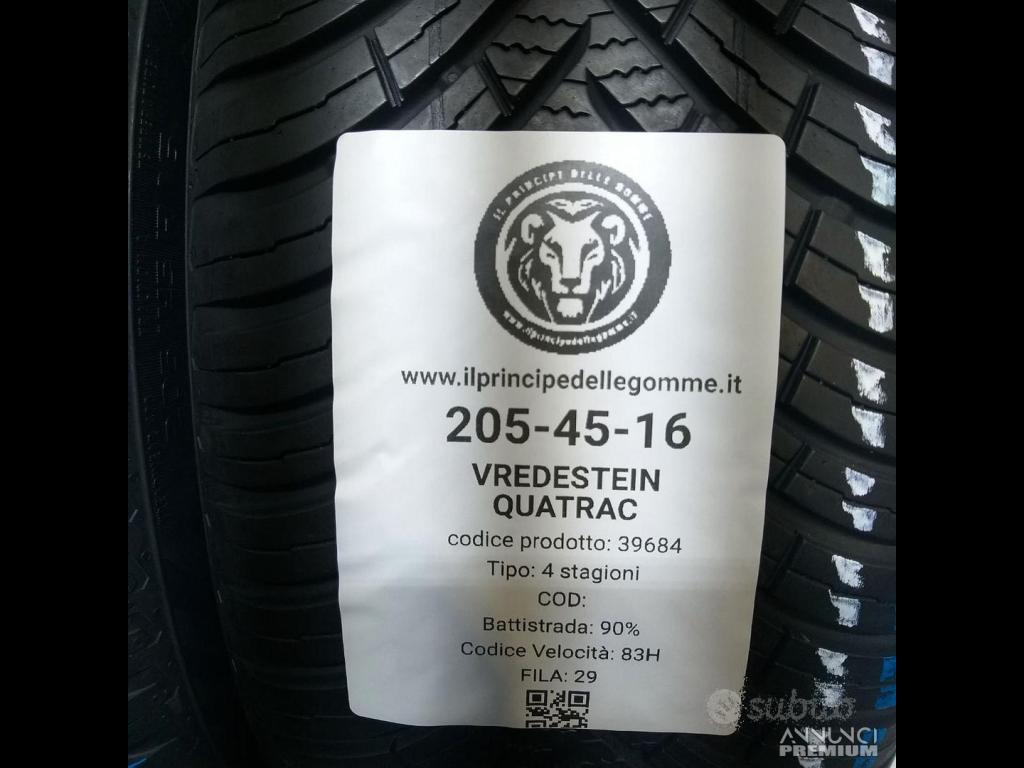 IL PRINCIPE DELLE GOMME
www.ilprincipedellegomme.it
www.ilprincipedellegomme.it
205-45-16
VREDESTEIN
QUATRAC
codice prodotto: 39684
Tipo: 4 stagioni
COD:
Battistrada: 90%
Codice Velocità: 83H
FILA: 29
subito
ANNUNCI
PREMIUM